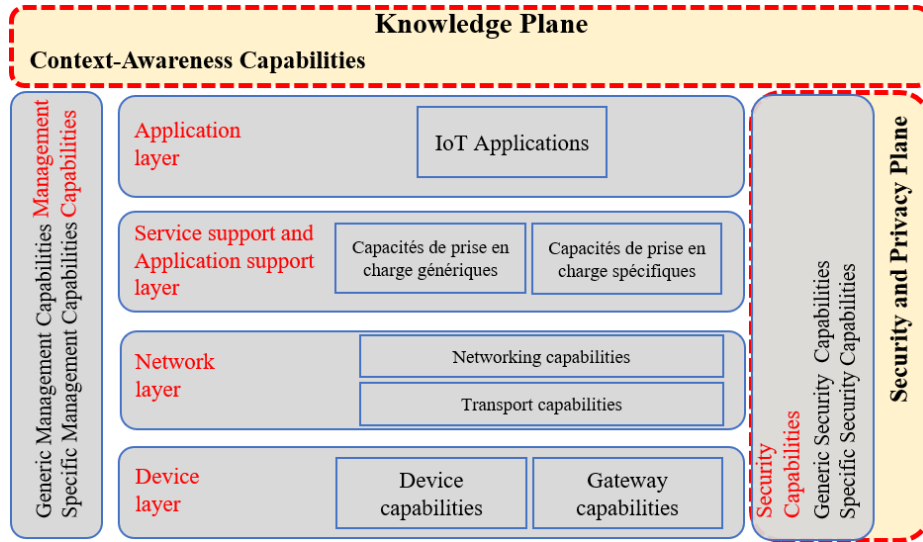 Knowledge Plane
Context-Awareness Capabilities
Management
Capabilities
Generic Management Capabilities
Specific Management Capabilities
Application
layer
IoT Applications
Service support and
Application support
layer
Capacités de prise en
charge génériques
Capacités de prise en
charge spécifiques
Network
layer
Networking capabilities
Transport capabilities
Device
layer
Device
capabilities
Gateway
capabilities
Security
Capabilities
Generic Security Capabilities
Specific Security Capabilities
Security and Privacy Plane